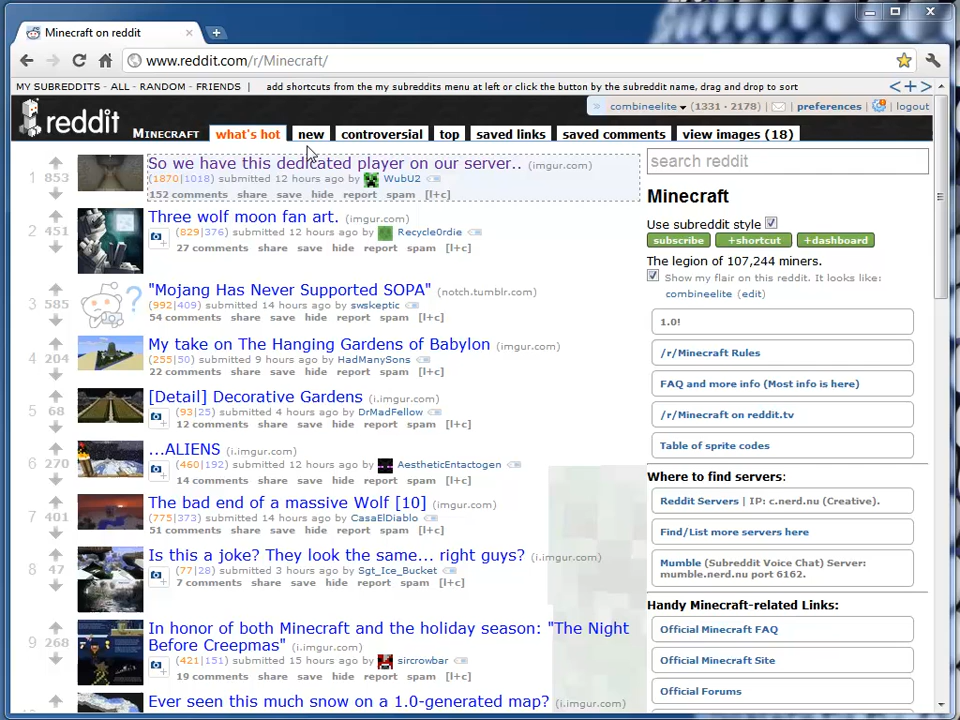 Minecraft on reddit
www.reddit.com/r/Minecraft/
MY SUBREDDITS - ALL - RANDOM - FRIENDS | add shortcuts from the my subreddits menu at left or click the button by the subreddit name, drag and drop to sort
» combineelite (1331 · 2178) | preferences | | logout
reddit MINECRAFT what's hot new controversial top saved links saved comments view images (18)
1 853 So we have this dedicated player on our server.. (imgur.com)
(1870|1018) submitted 12 hours ago by WubU2
152 comments share save hide report spam [l+c]
2 451 Three wolf moon fan art. (imgur.com)
(829|376) submitted 12 hours ago by Recycle0rdie
27 comments share save hide report spam [l+c]
3 585 "Mojang Has Never Supported SOPA" (notch.tumblr.com)
(992|409) submitted 14 hours ago by swskeptic
54 comments share save hide report spam [l+c]
4 204 My take on The Hanging Gardens of Babylon (imgur.com)
(255|50) submitted 9 hours ago by HadManySons
22 comments share save hide report spam [l+c]
5 68 [Detail] Decorative Gardens (i.imgur.com)
(93|25) submitted 4 hours ago by DrMadFellow
12 comments share save hide report spam [l+c]
6 270 ...ALIENS (i.imgur.com)
(460|192) submitted 12 hours ago by AestheticEntactogen
14 comments share save hide report spam [l+c]
7 401 The bad end of a massive Wolf [10] (imgur.com)
(775|373) submitted 14 hours ago by CasaElDiablo
51 comments share save hide report spam [l+c]
8 47 Is this a joke? They look the same... right guys? (i.imgur.com)
(77|28) submitted 3 hours ago by Sgt_Ice_Bucket
7 comments share save hide report spam [l+c]
9 268 In honor of both Minecraft and the holiday season: "The Night
Before Creepmas" (i.imgur.com)
(421|151) submitted 15 hours ago by sircrowbar
19 comments share save hide report spam [l+c]
Ever seen this much snow on a 1.0-generated map? (i.imgur.com)
search reddit
Minecraft
Use subreddit style
subscribe +shortcut +dashboard
The legion of 107,244 miners.
Show my flair on this reddit. It looks like:
combineelite (edit)
1.0!
/r/Minecraft Rules
FAQ and more info (Most info is here)
/r/Minecraft on reddit.tv
Table of sprite codes
Where to find servers:
Reddit Servers | IP: c.nerd.nu (Creative).
Find/List more servers here
Mumble (Subreddit Voice Chat) Server:
mumble.nerd.nu port 6162.
Handy Minecraft-related Links:
Official Minecraft FAQ
Official Minecraft Site
Official Forums